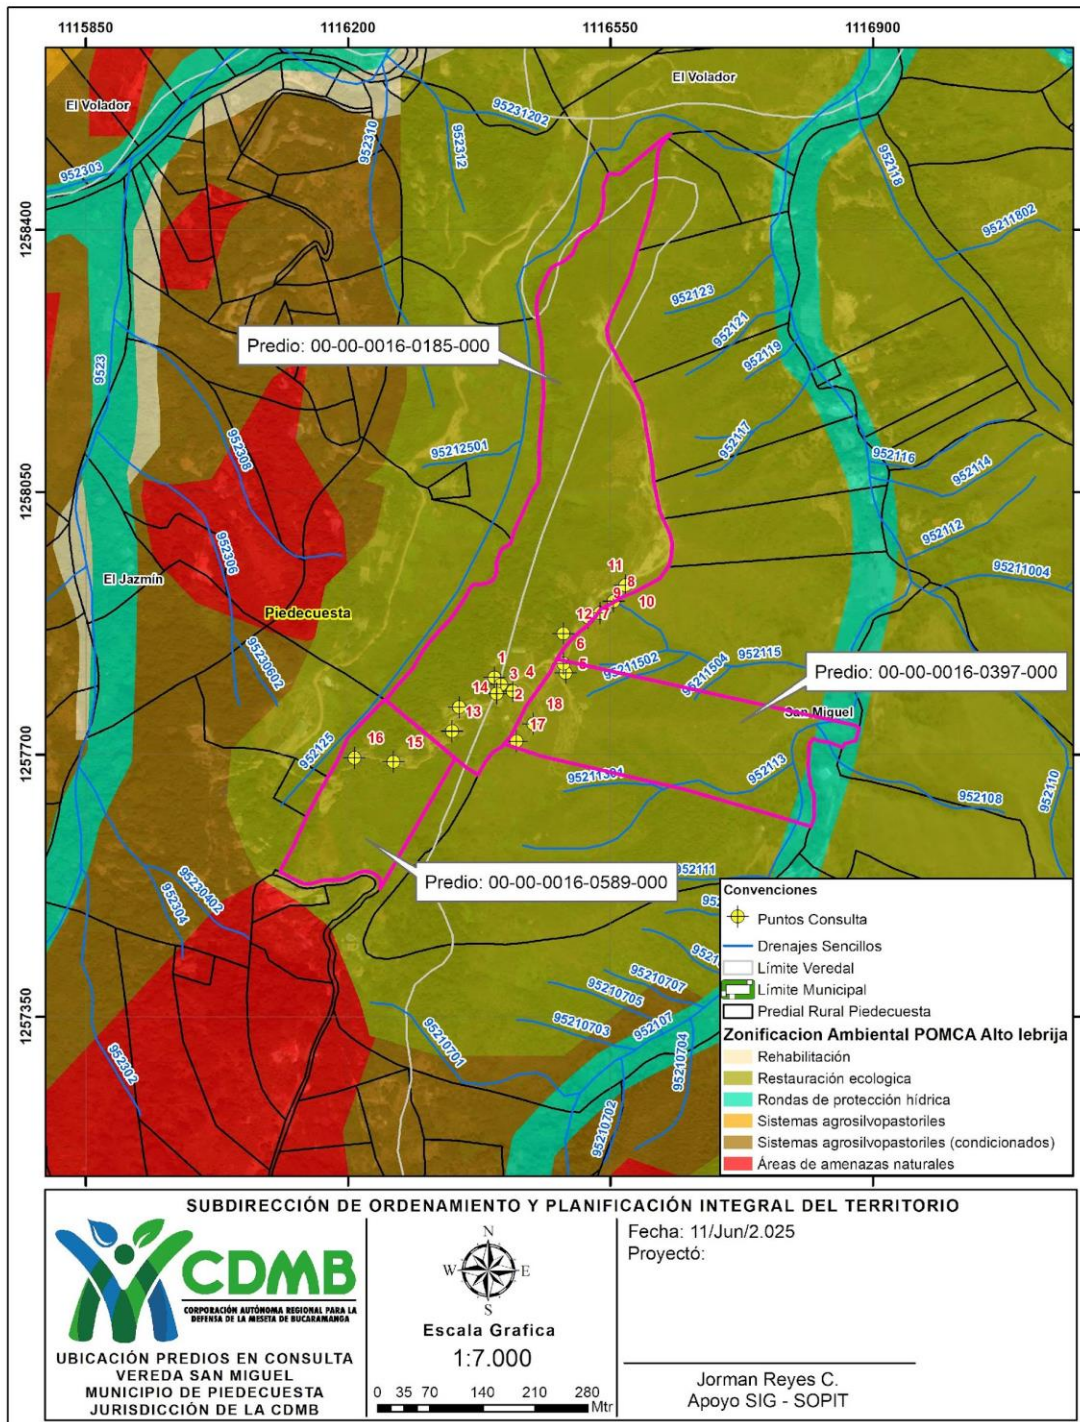 1115850
1116200
1116550
1116900
El Volador
El Volador
95231202
952310
952312
952303
952118
1258400
95211802
952123
952121
952119
Predio: 00-00-0016-0185-000
9523
952117
952308
95212501
952116
952114
1258050
952112
952306
95211004
El Jazmín
11
8
9
10
Piedecuesta
12
7
6
95230602
1
3
4
5
95211502
952115
95211504
Predio: 00-00-0016-0397-000
14
2
18
13
San Miguel
17
16
15
1257700
952125
952113
95211301
952108
952110
952111
Predio: 00-00-0016-0589-000
95230402
952304
95210707
95210705
95210703
952107
1257350
95210701
95210704
952302
95210702
Convenciones
Puntos Consulta
Drenajes Sencillos
Límite Veredal
Límite Municipal
Predial Rural Piedecuesta
Zonificacion Ambiental POMCA Alto lebrija
Rehabilitación
Restauración ecologica
Rondas de protección hídrica
Sistemas agrosilvopastoriles
Sistemas agrosilvopastoriles (condicionados)
Áreas de amenazas naturales
SUBDIRECCIÓN DE ORDENAMIENTO Y PLANIFICACIÓN INTEGRAL DEL TERRITORIO
CDMB
CORPORACIÓN AUTÓNOMA REGIONAL PARA LA
DEFENSA DE LA MESETA DE BUCARAMANGA
UBICACIÓN PREDIOS EN CONSULTA
VEREDA SAN MIGUEL
MUNICIPIO DE PIEDECUESTA
JURISDICCIÓN DE LA CDMB
N
W E
S
Escala Grafica
1:7.000
0 35 70 140 210 280
Mtr
Fecha: 11/Jun/2.025
Proyectó:
Jorman Reyes C.
Apoyo SIG - SOPIT